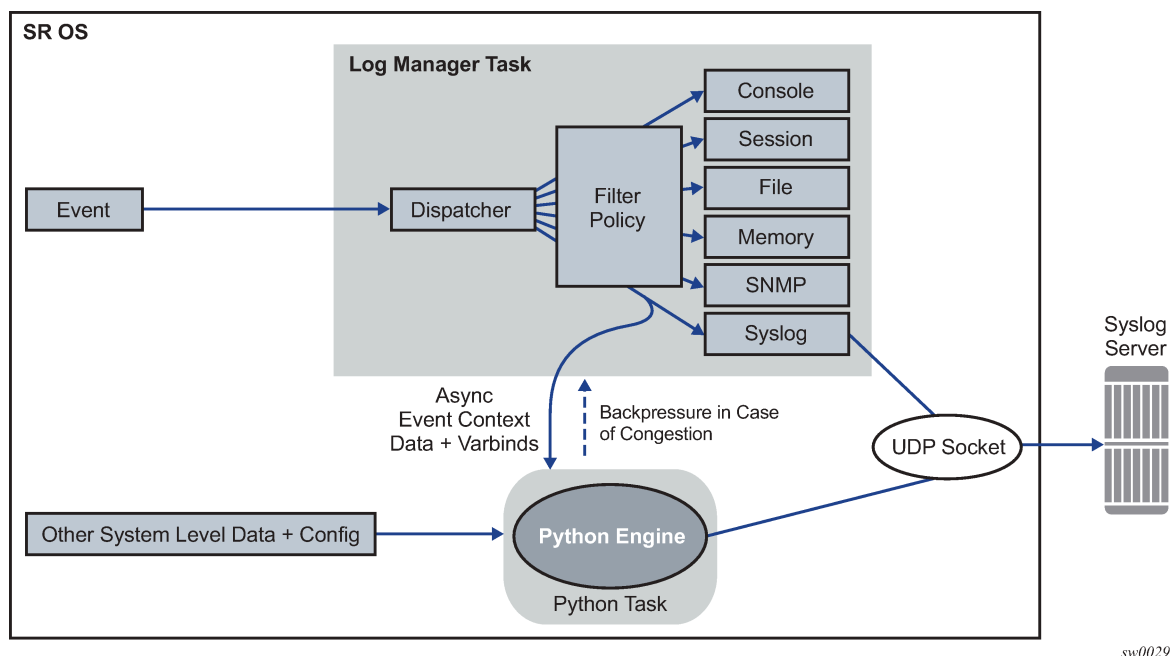 SR OS
Log Manager Task
Console
Session
File
Memory
SNMP
Syslog
Event
Dispatcher
Filter
Policy
Syslog
Server
Async
Event Context
Data + Varbinds
Backpressure in Case
of Congestion
UDP Socket
Other System Level Data + Config
Python Engine
Python Task
sw0029